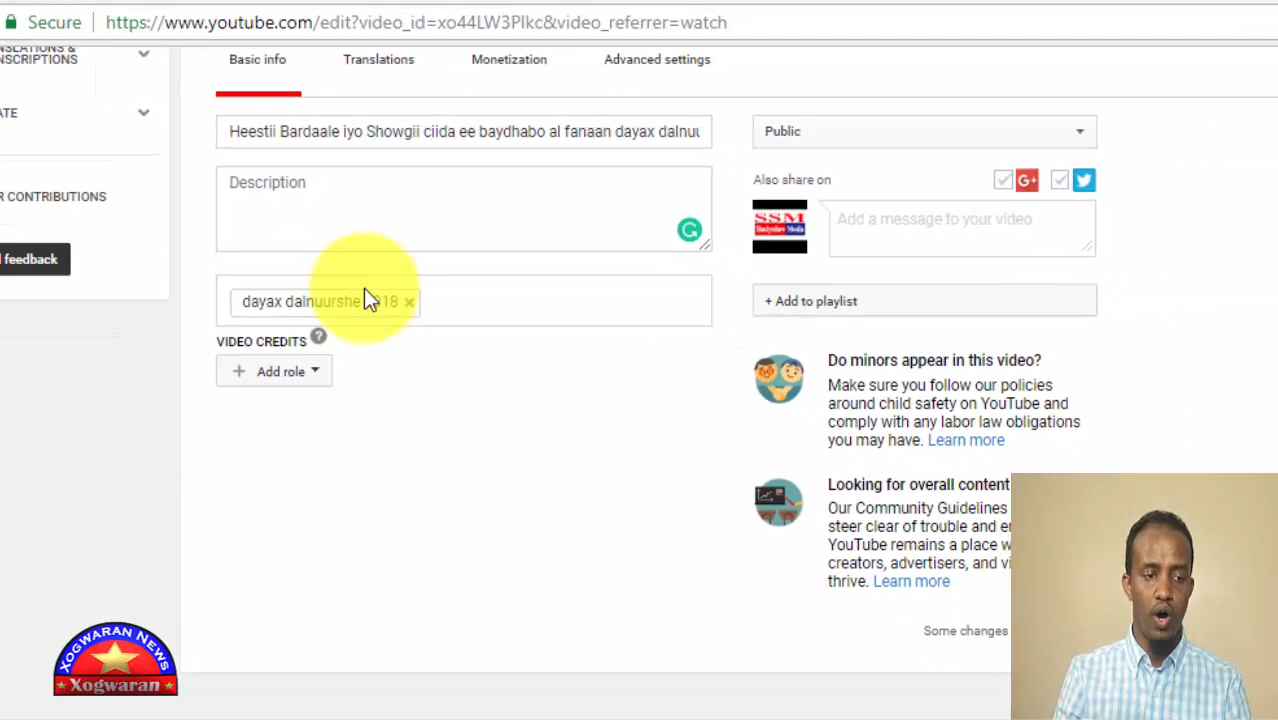 Secure https://www.youtube.com/edit?video_id=xo44LW3Plkc&video_referrer=watch
NSLATIONS &
NSCRIPTIONS
ATE
R CONTRIBUTIONS
feedback
Basic info Translations Monetization Advanced settings
Heestii Bardaale iyo Showgii ciida ee baydhabo al fanaan dayax dalnuu
Description
dayax dalnuurshe 18 ×
VIDEO CREDITS ?
+ Add role
Public
Also share on G+
SSM
Add a message to your video
+ Add to playlist
Do minors appear in this video?
Make sure you follow our policies
around child safety on YouTube and
comply with any labor law obligations
you may have. Learn more
Looking for overall content
Our Community Guidelines
steer clear of trouble and e
YouTube remains a place w
creators, advertisers, and vi
thrive. Learn more
Some changes
XOGWARAN NEWS
Xogwaran